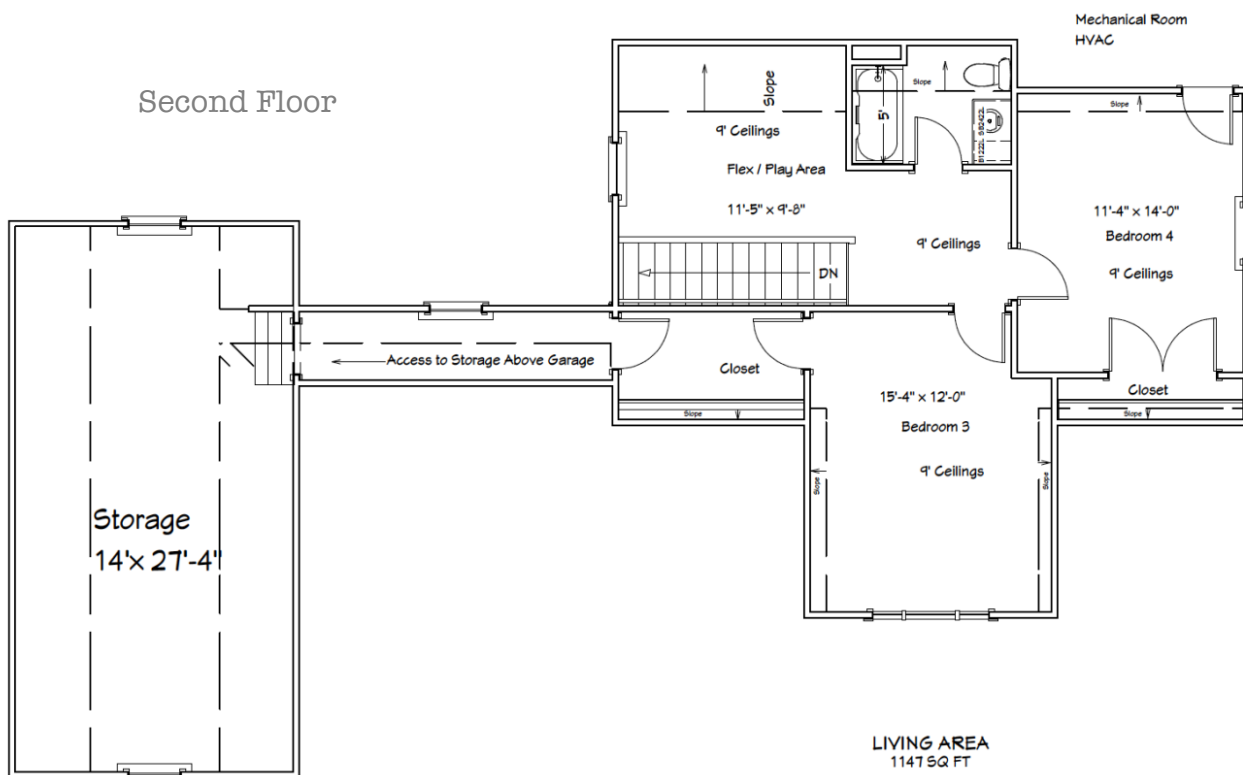 Mechanical Room
HVAC
Second Floor
Slope
Slope
Slope
9' Ceilings
5'
Flex / Play Area
11'-5" x 9'-8"
11'-4" x 14'-0"
Bedroom 4
9' Ceilings
9' Ceilings
DN
Access to Storage Above Garage
Closet
Closet
15'-4" x 12'-0"
Bedroom 3
Slope
Slope
9' Ceilings
Slope
Slope
Storage
14' x 27'-4"
LIVING AREA
1147 SQ FT